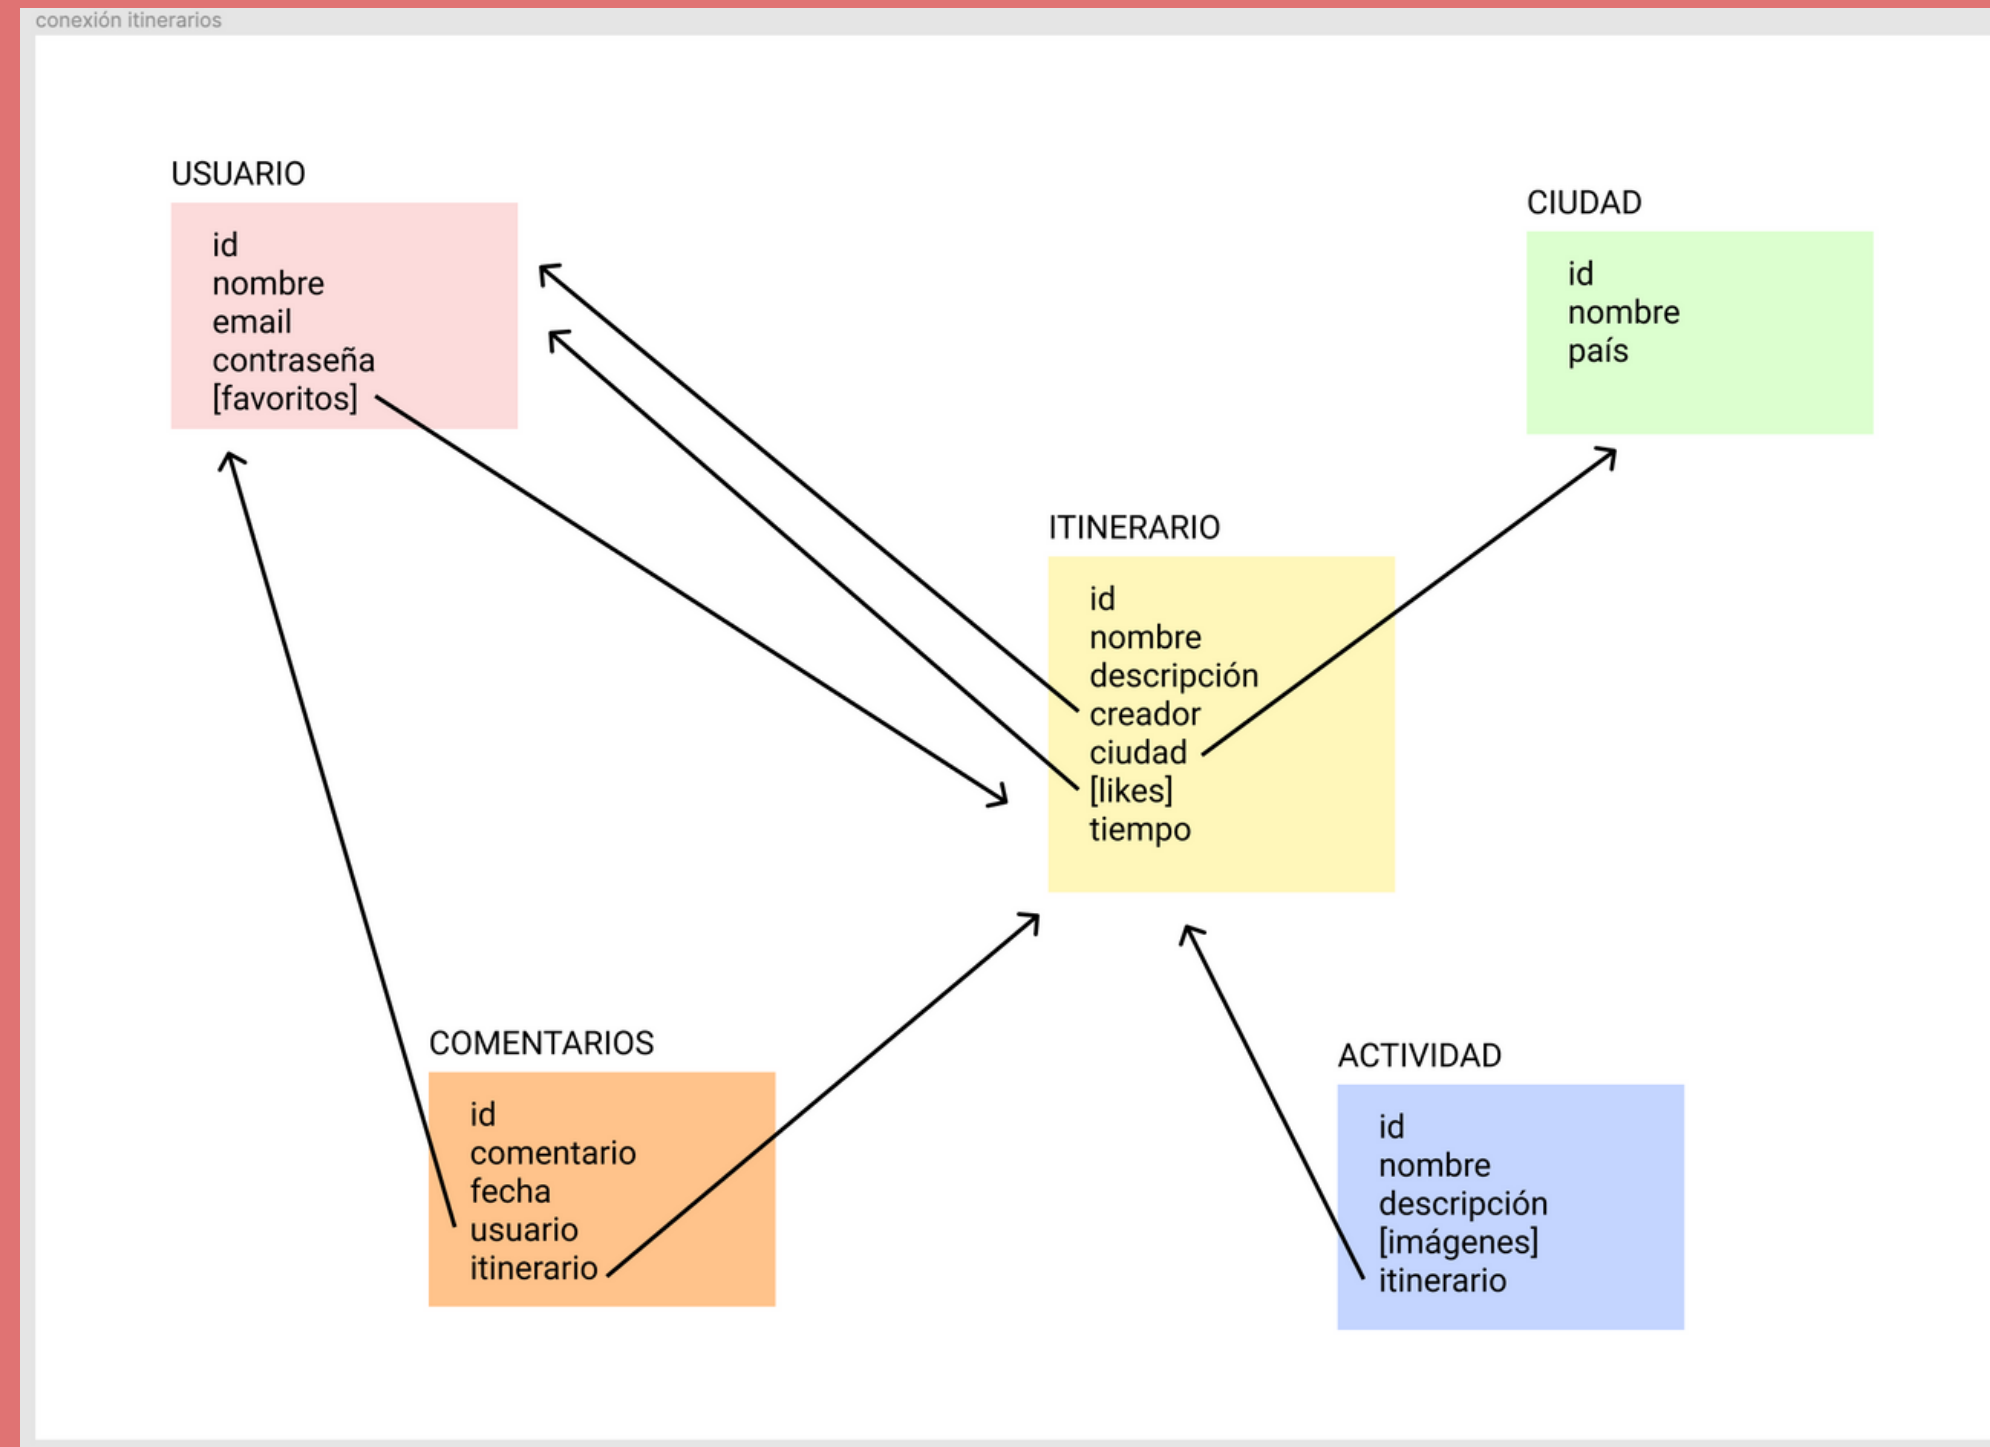 conexión itinerarios
USUARIO
id
nombre
email
contraseña
[favoritos]
CIUDAD
id
nombre
país
ITINERARIO
id
nombre
descripción
creador
ciudad
[likes]
tiempo
COMENTARIOS
id
comentario
fecha
usuario
itinerario
ACTIVIDAD
id
nombre
descripción
[imágenes]
itinerario